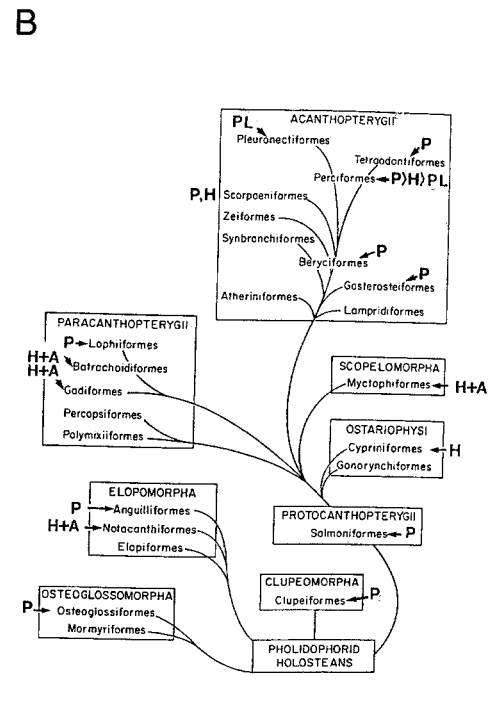 B
ACANTHOPTERYGII
PL
Pleuronectiformes
P
Tetraodontiformes
Perciformes P>H>PL
P,H Scorpaeniformes
Zeiformes
Synbranchiformes
P
Beryciformes
P
Gasterosteiformes
Atheriniformes
Lampridiformes
PARACANTHOPTERYGII
P Lophiiformes
H+A
Batrachoidiformes
H+A
Gadiformes
Percopsiformes
Polymixiiformes
SCOPELOMORPHA
Myctophiformes H+A
OSTARIOPHYSI
Cypriniformes H
Gonorynchiformes
ELOPOMORPHA
P Anguilliformes
H+A Notacanthiformes
Elopiformes
PROTOCANTHOPTERYGII
Salmoniformes P
CLUPEOMORPHA
Clupeiformes P
OSTEOGLOSSOMORPHA
P Osteoglossiformes
Mormyriformes
PHOLIDOPHORID
HOLOSTEANS